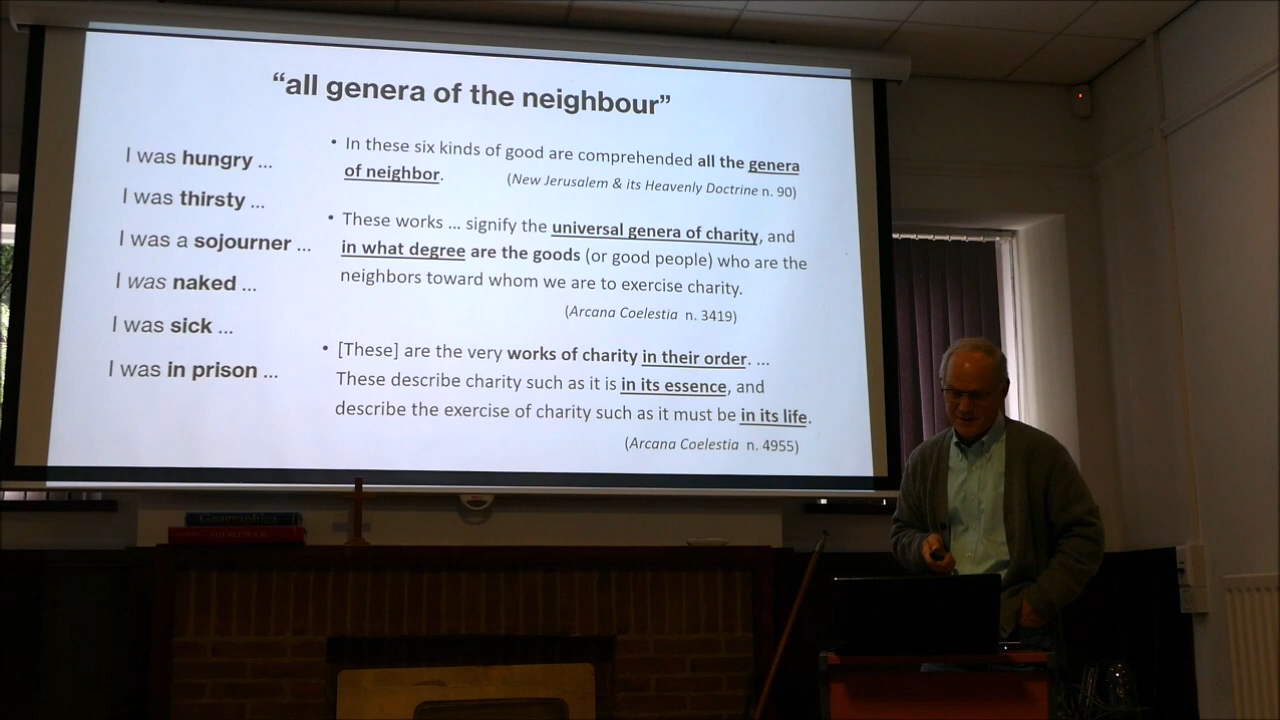 “all genera of the neighbour”
I was hungry ...
I was thirsty ...
I was a sojourner ...
I was naked ...
I was sick ...
I was in prison ...
• In these six kinds of good are comprehended all the genera
of neighbor. (New Jerusalem & its Heavenly Doctrine n. 90)
• These works ... signify the universal genera of charity, and
in what degree are the goods (or good people) who are the
neighbors toward whom we are to exercise charity.
(Arcana Coelestia n. 3419)
• [These] are the very works of charity in their order. ...
These describe charity such as it is in its essence, and
describe the exercise of charity such as it must be in its life.
(Arcana Coelestia n. 4955)
Geographica